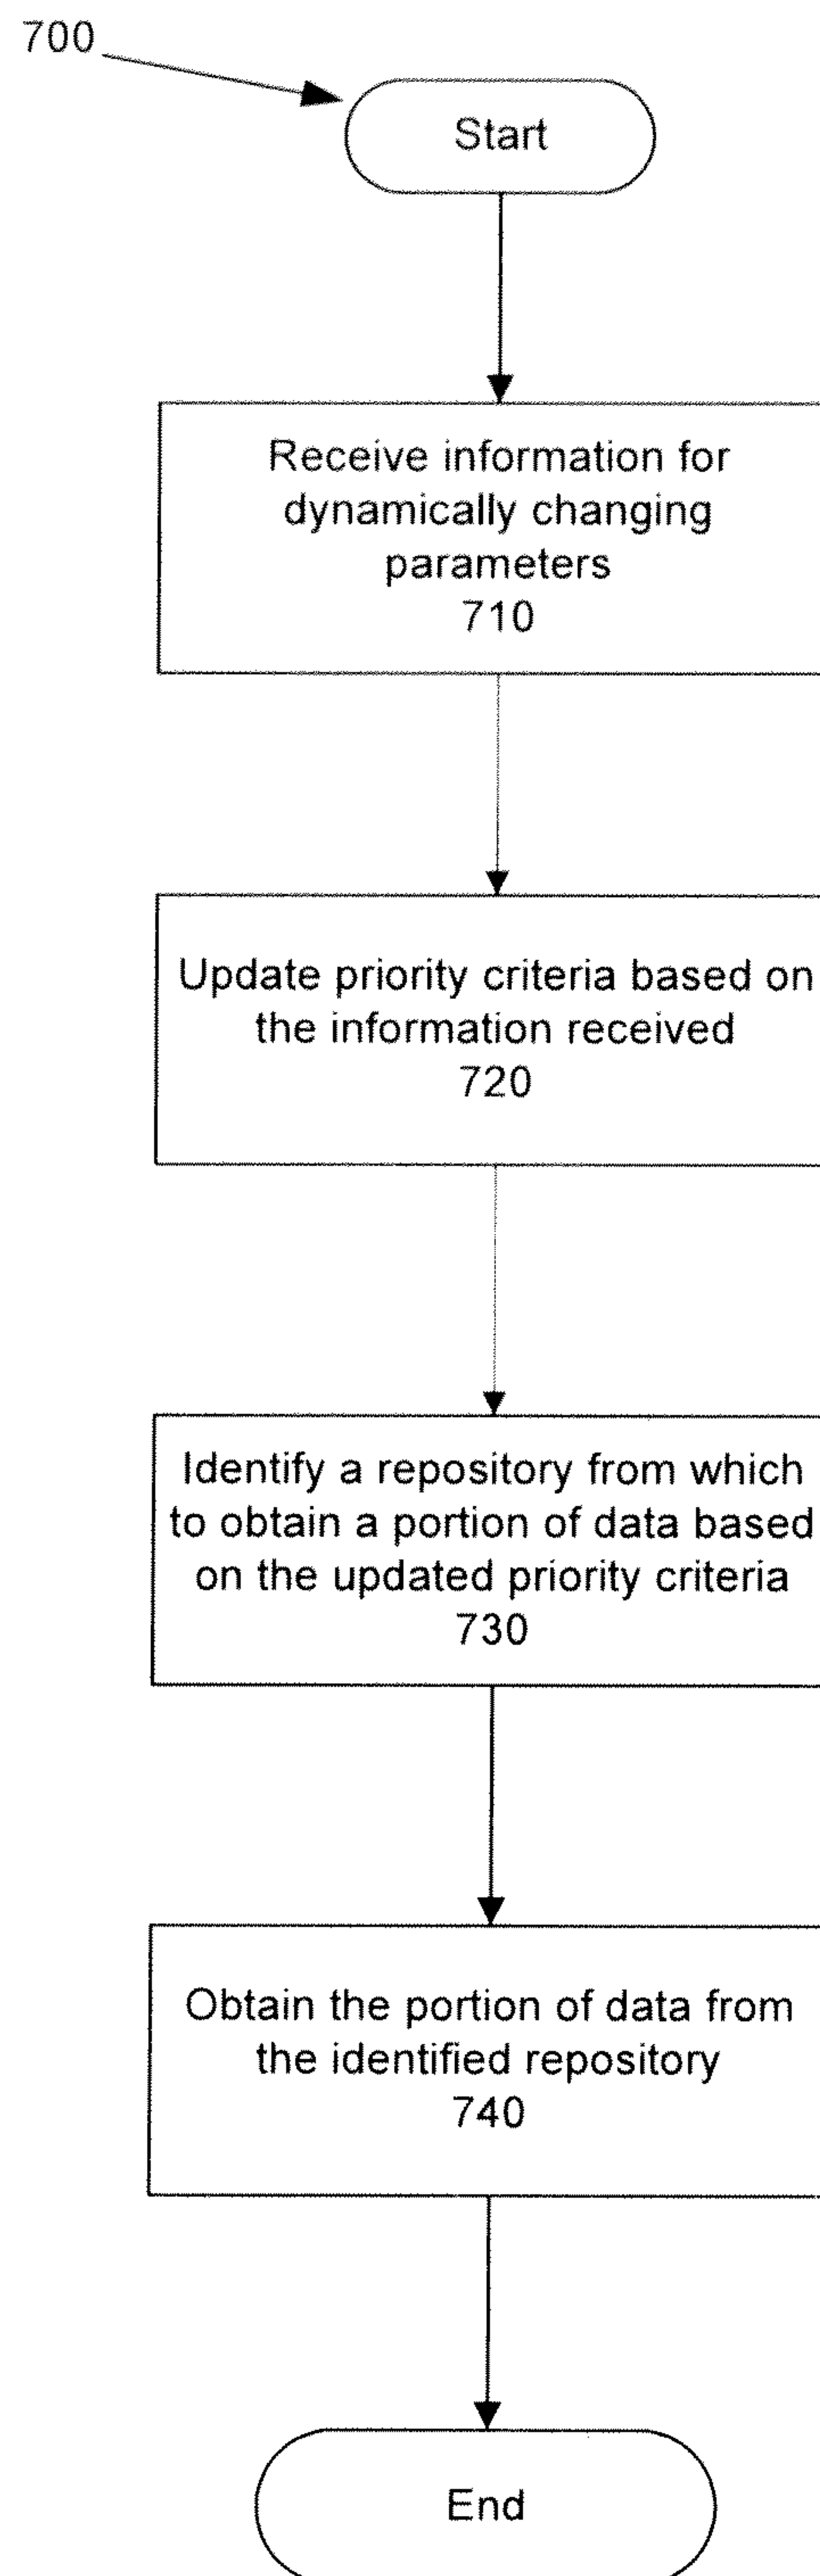 700
Start
Receive information for
dynamically changing
parameters
710
Update priority criteria based on
the information received
720
Identify a repository from which
to obtain a portion of data based
on the updated priority criteria
730
Obtain the portion of data from
the identified repository
740
End